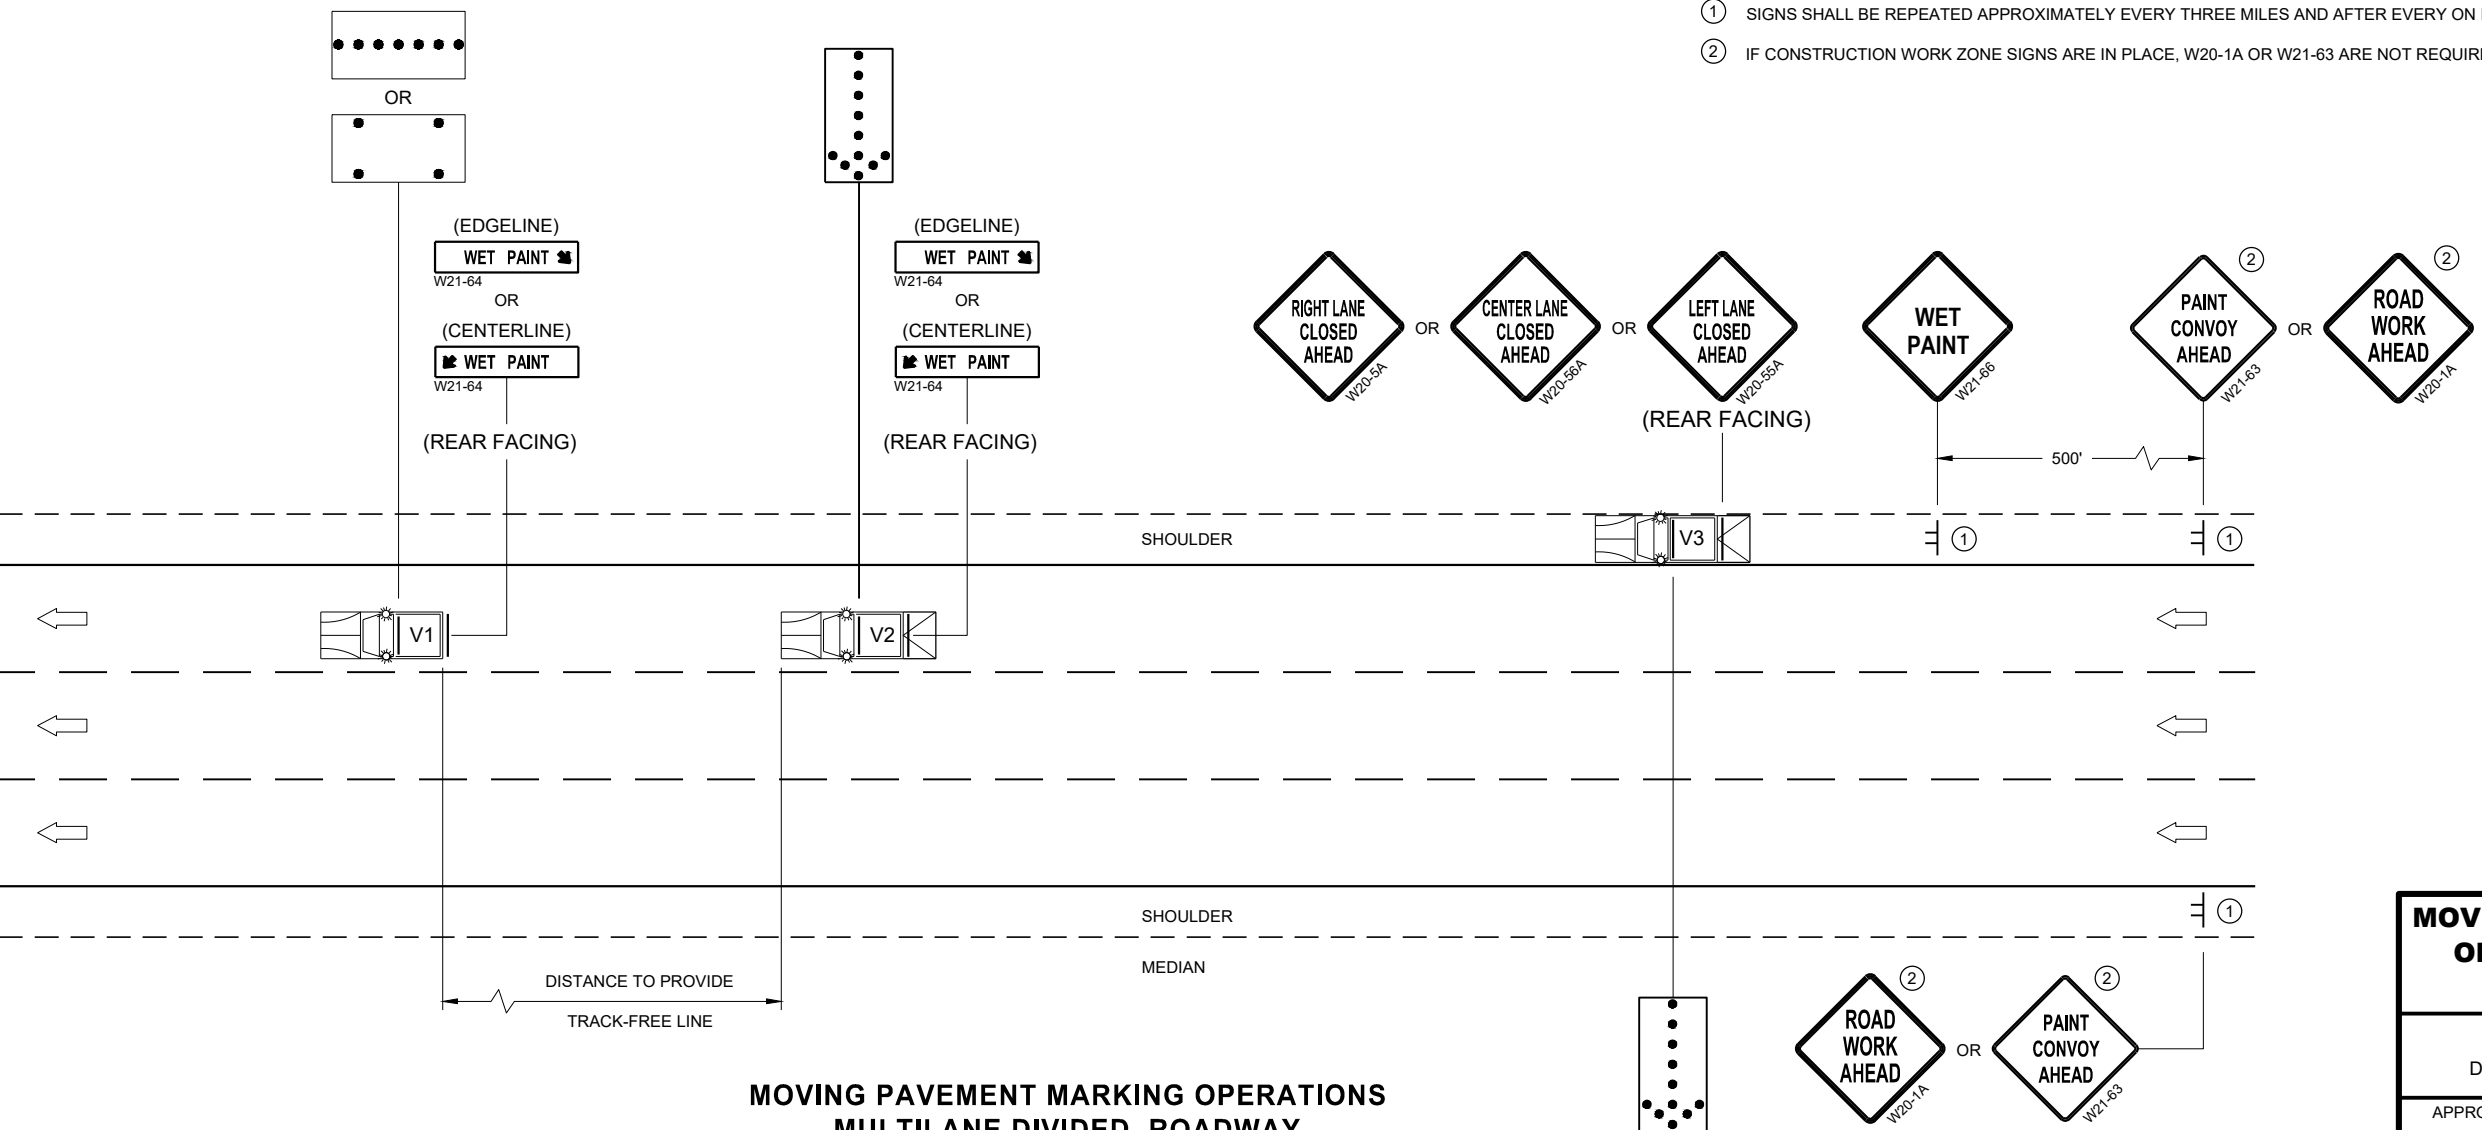 ① SIGNS SHALL BE REPEATED APPROXIMATELY EVERY THREE MILES AND AFTER EVERY ON
② IF CONSTRUCTION WORK ZONE SIGNS ARE IN PLACE, W20-1A OR W21-63 ARE NOT
OR
(EDGELINE)
WET PAINT
W21-64
OR
(CENTERLINE)
WET PAINT
W21-64
(REAR FACING)
(EDGELINE)
WET PAINT
W21-64
OR
(CENTERLINE)
WET PAINT
W21-64
(REAR FACING)
RIGHT LANE
CLOSED
AHEAD
W20-5A
OR
CENTER LANE
CLOSED
AHEAD
W20-56A
OR
LEFT LANE
CLOSED
AHEAD
W20-55A
(REAR FACING)
WET
PAINT
W21-66
②
PAINT
CONVOY
AHEAD
W21-63
OR
②
ROAD
WORK
AHEAD
W20-1A
500'
SHOULDER
V3
①
①
V1
V2
SHOULDER
①
MEDIAN
DISTANCE TO PROVIDE
TRACK-FREE LINE
②
ROAD
WORK
AHEAD
W20-1A
OR
②
PAINT
CONVOY
AHEAD
W21-63
MOVING PAVEMENT MARKING OPERATIONS
MULTILANE DIVIDED ROADWAY